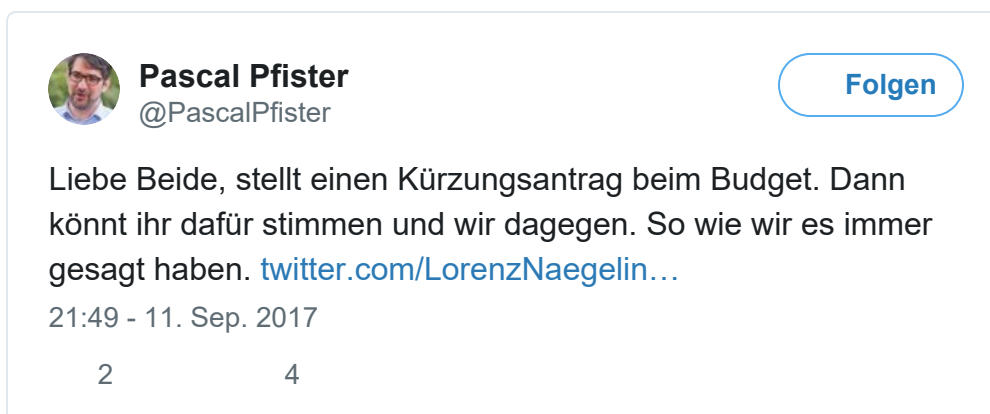 Pascal Pfister
@PascalPfister
Folgen
Liebe Beide, stellt einen Kürzungsantrag beim Budget. Dann
könnt ihr dafür stimmen und wir dagegen. So wie wir es immer
gesagt haben. twitter.com/LorenzNaegelin…
21:49 - 11. Sep. 2017
2 4